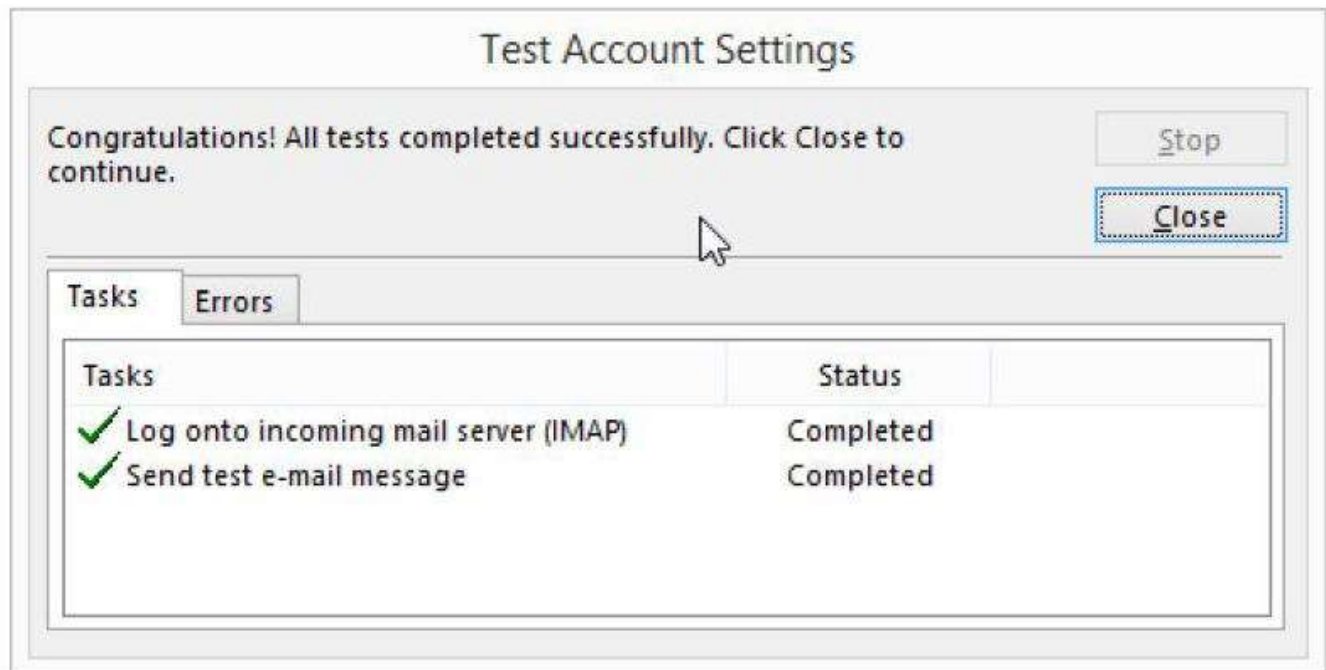 Test Account Settings
Congratulations! All tests completed successfully. Click Close to
continue.
Stop
Close
Tasks
Errors
Tasks Status
Log onto incoming mail server (IMAP) Completed
Send test e-mail message Completed